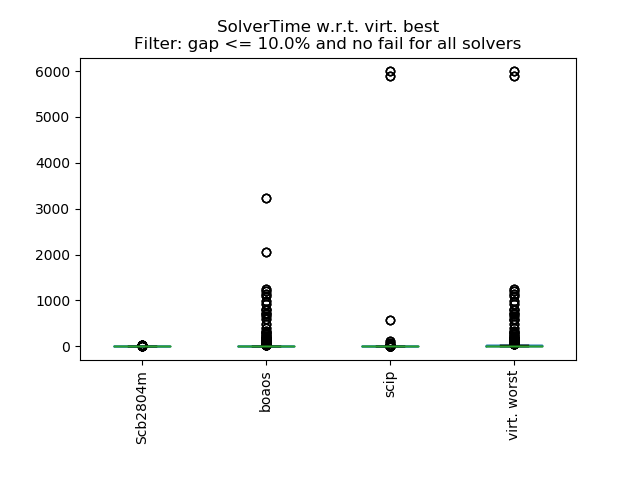 SolverTime w.r.t. virt. best
Filter: gap <= 10.0% and no fail for all solvers
6000
5000
4000
3000
2000
1000
0
Scb2804m
boaos
scip
virt. worst